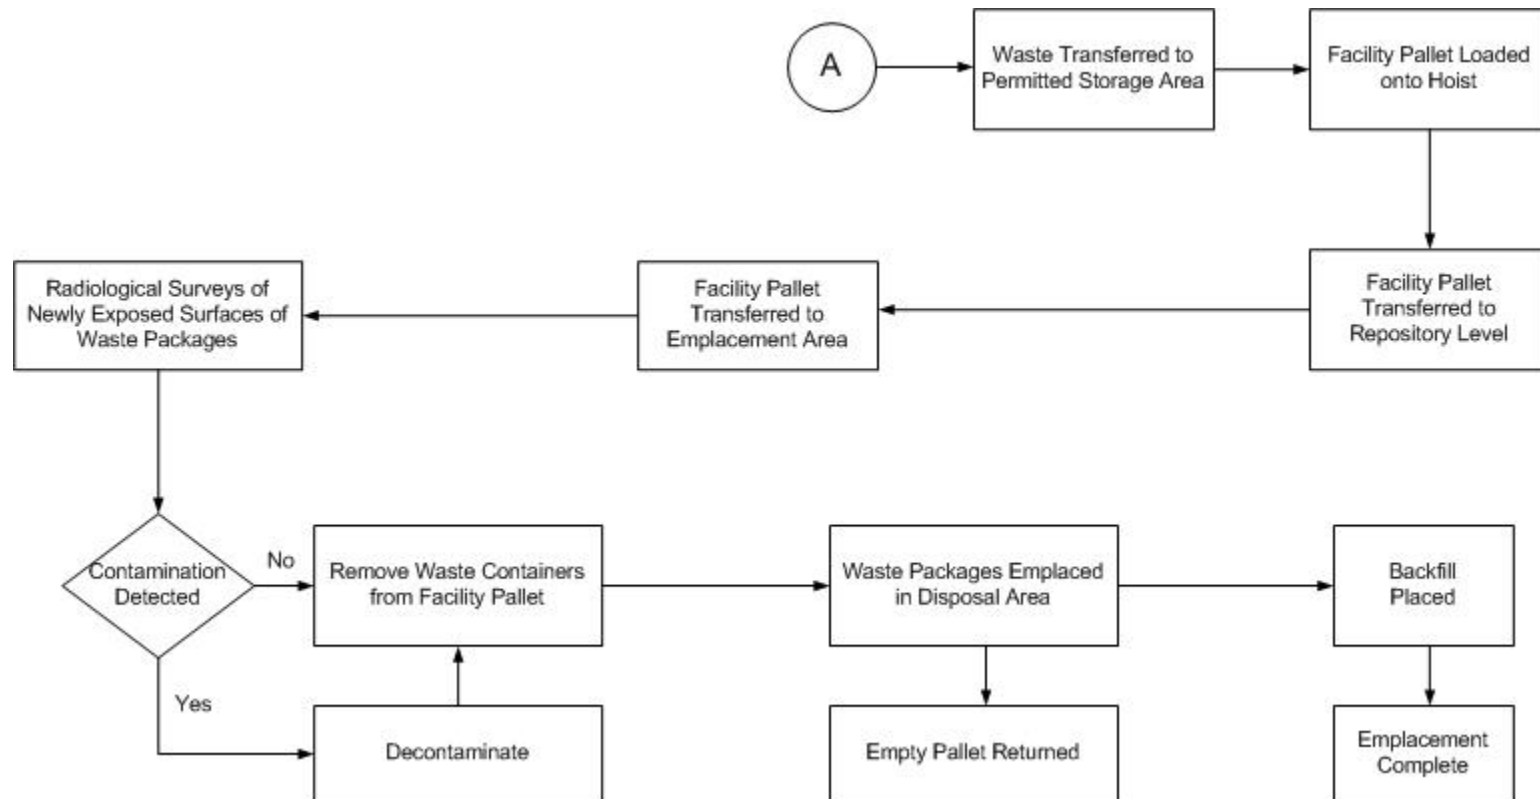 A
Waste Transferred to
Permitted Storage Area
Facility Pallet Loaded
onto Hoist
Facility Pallet
Transferred to
Repository Level
Facility Pallet
Transferred to
Emplacement Area
Radiological Surveys of
Newly Exposed Surfaces of
Waste Packages
Contamination
Detected
No
Yes
Remove Waste Containers
from Facility Pallet
Decontaminate
Waste Packages Emplaced
in Disposal Area
Empty Pallet Returned
Backfill
Placed
Emplacement
Complete